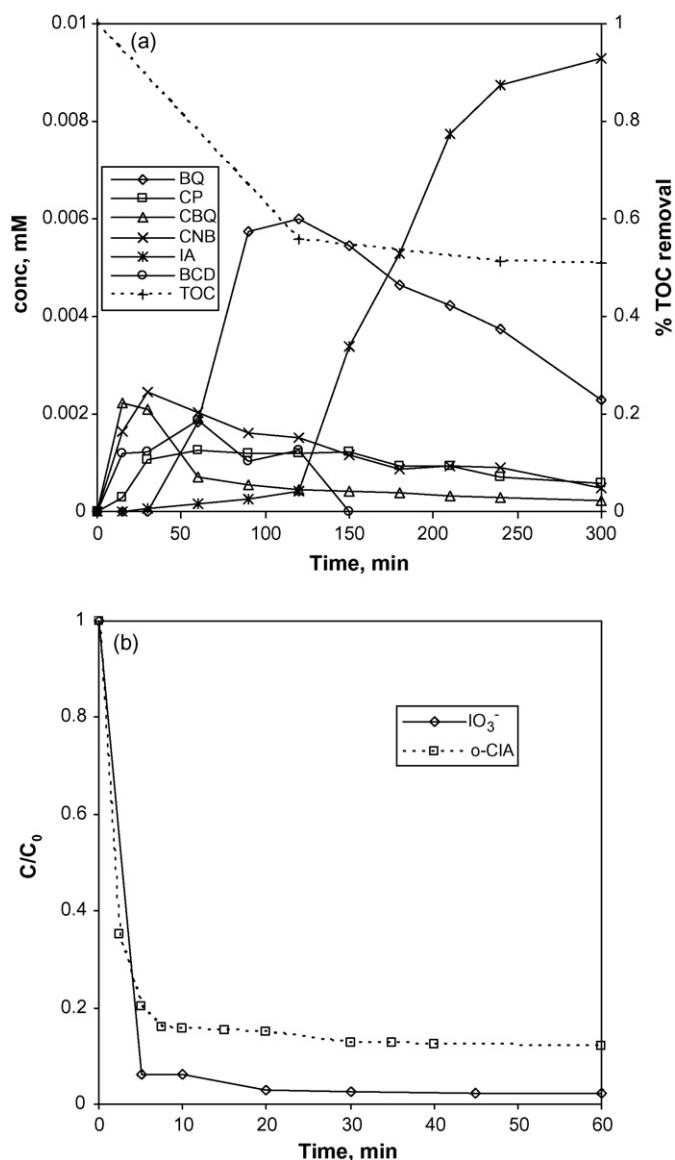 (a)
0.01
0.008
0.006
0.004
0.002
0
conc, mM
1
0.8
0.6
0.4
0.2
0
% TOC removal
BQ
CP
CBQ
CNB
IA
BCD
TOC
0 50 100 150 200 250 300
Time, min
(b)
1
0.8
0.6
0.4
0.2
0
C/C₀
IO₃⁻
o-ClA
0 10 20 30 40 50 60
Time, min